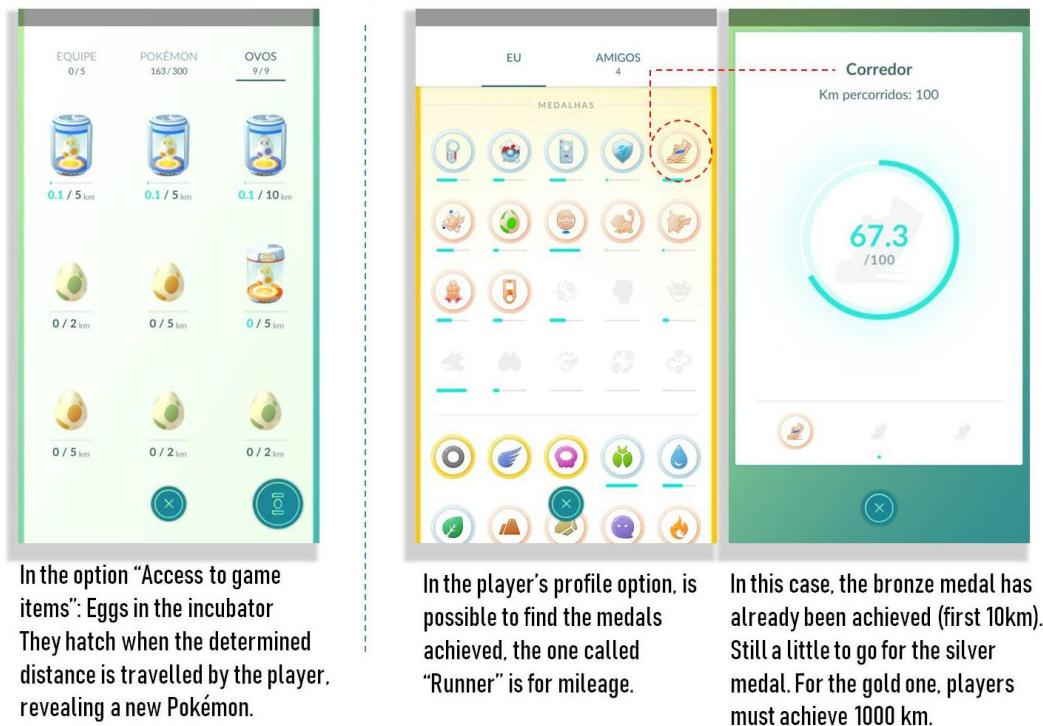 EQUIPE POKÉMON OVOS
0/5 163/300 9/9
0.1 / 5 km 0.1 / 5 km 0.1 / 10 km
0 / 2 km 0 / 5 km 0 / 5 km
0 / 5 km 0 / 2 km 0 / 2 km
In the option “Access to game
items”: Eggs in the incubator
They hatch when the determined
distance is travelled by the player,
revealing a new Pokémon.
EU AMIGOS
4
MEDALHAS
In the player’s profile option, is
possible to find the medals
achieved, the one called
“Runner” is for mileage.
Corredor
Km percorridos: 100
67.3
/100
In this case, the bronze medal has
already been achieved (first 10km).
Still a little to go for the silver
medal. For the gold one, players
must achieve 1000 km.